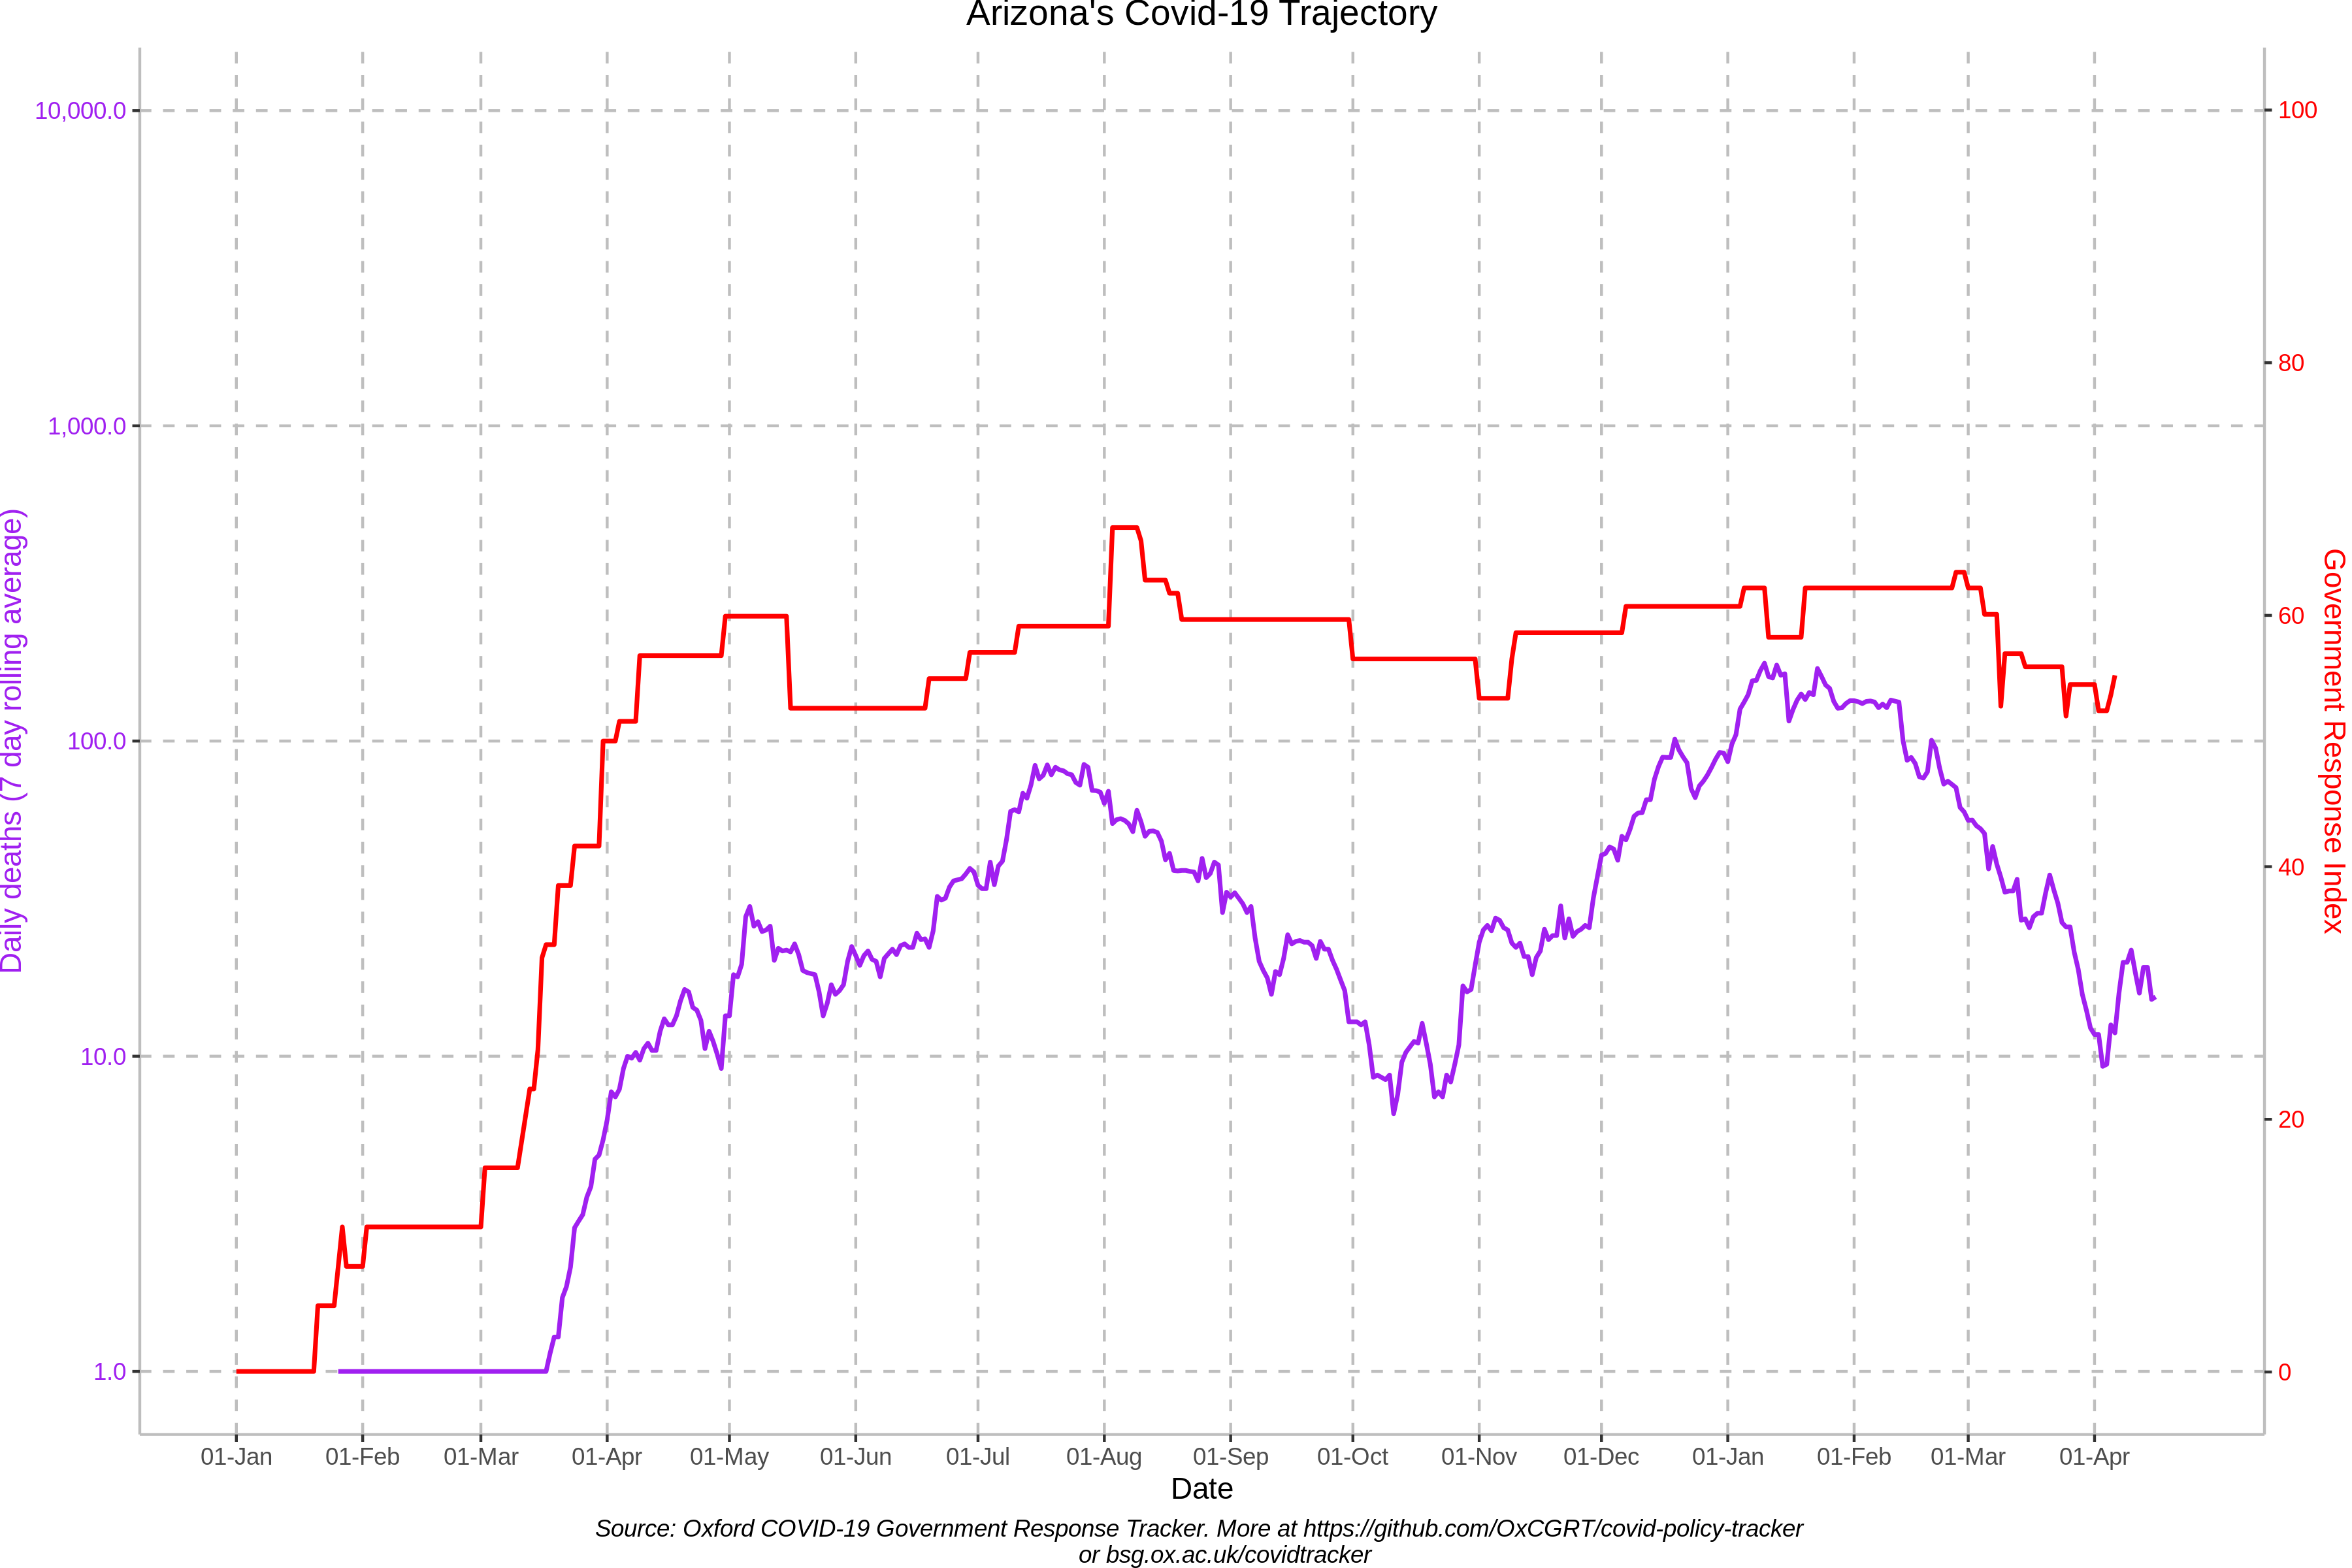 Arizona's Covid-19 Trajectory
10,000.0
1,000.0
100.0
10.0
1.0
Daily deaths (7 day rolling average)
100
80
60
40
20
0
Government Response Index
01-Jan 01-Feb 01-Mar 01-Apr 01-May 01-Jun 01-Jul 01-Aug 01-Sep 01-Oct 01-Nov 01-Dec 01-Jan 01-Feb 01-Mar 01-Apr
Date
Source: Oxford COVID-19 Government Response Tracker. More at https://github.com/OxCGRT/covid-policy-tracker
or bsg.ox.ac.uk/covidtracker